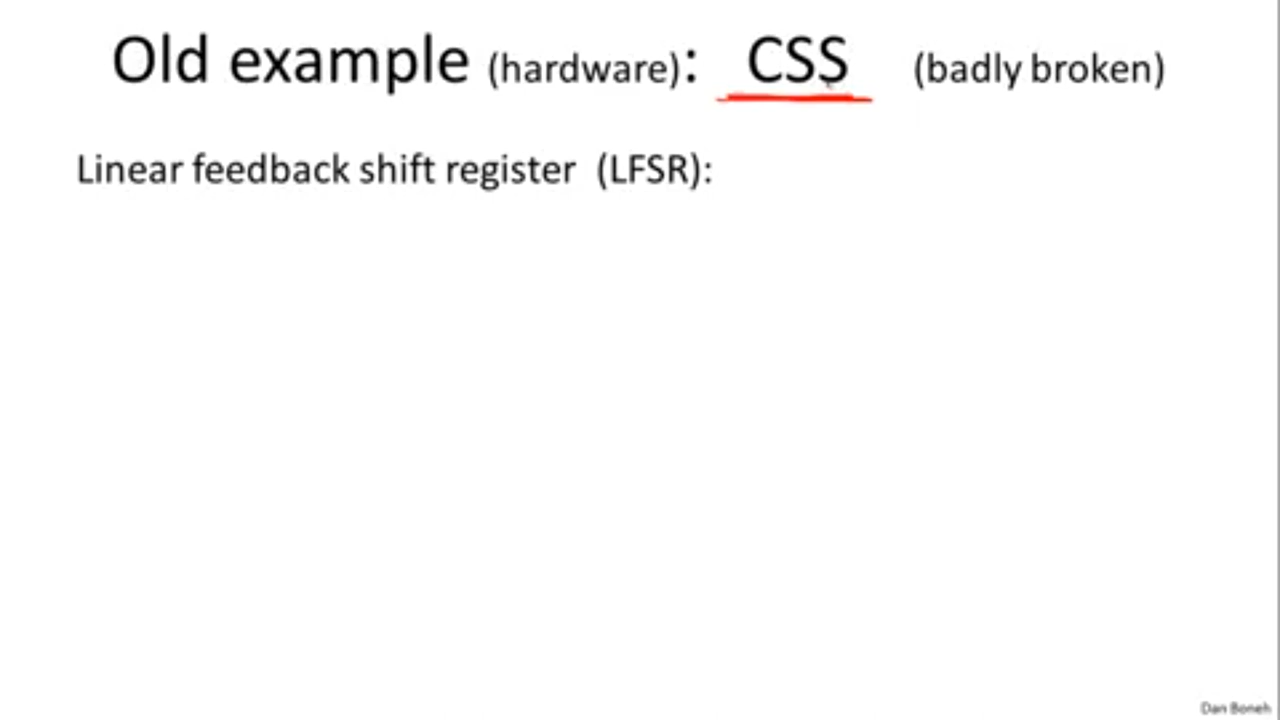 Old example (hardware): CSS (badly broken)
Linear feedback shift register (LFSR):
Dan Boneh